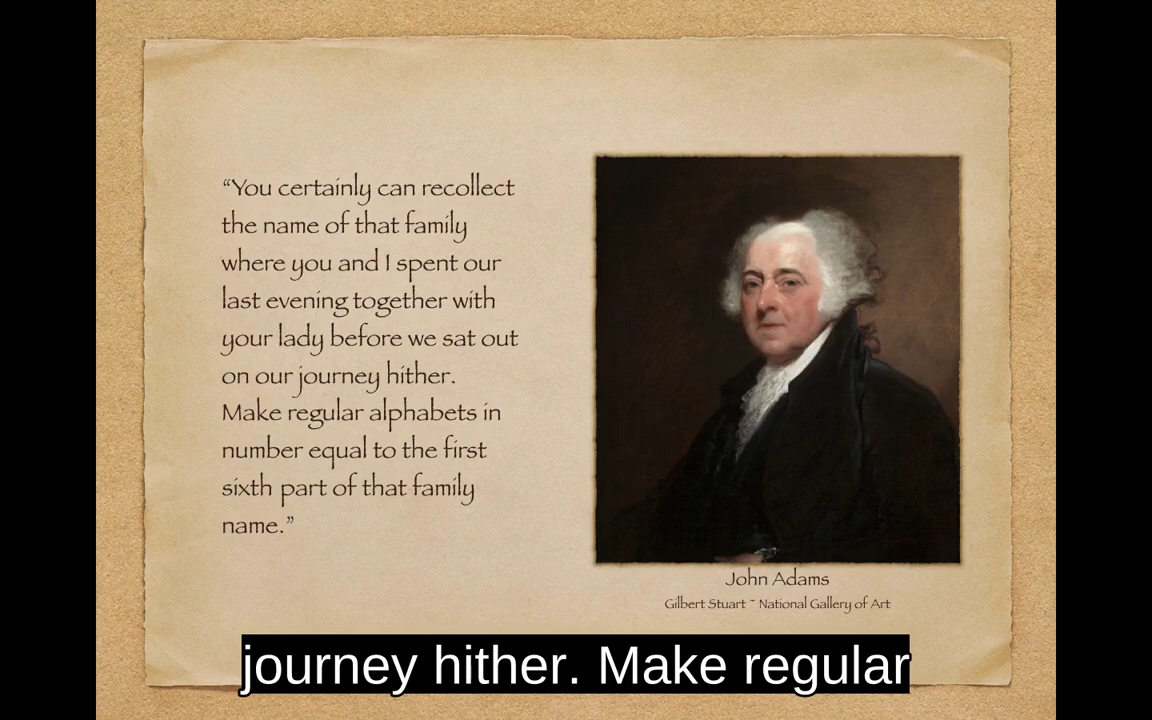 “You certainly can recollect
the name of that family
where you and I spent our
last evening together with
your lady before we sat out
on our journey hither.
Make regular alphabets in
number equal to the first
sixth part of that family
name.”
John Adams
Gilbert Stuart ~ National Gallery of Art
journey hither. Make regular